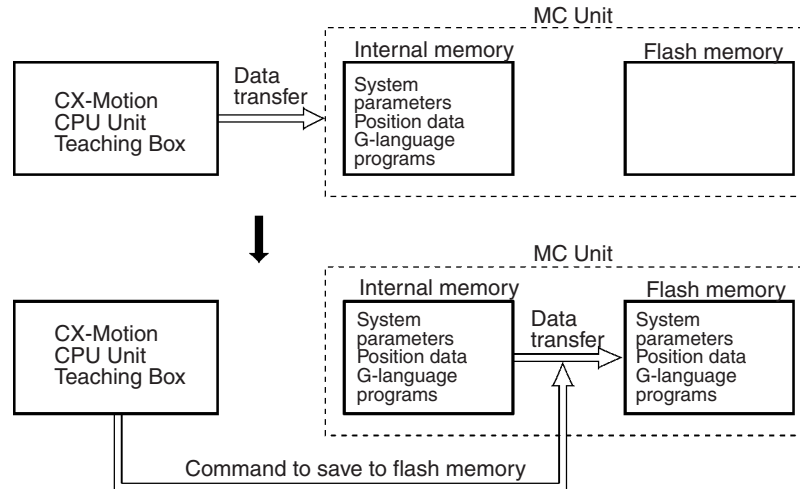 MC Unit
Internal memory
Flash memory
CX-Motion
CPU Unit
Teaching Box
Data
transfer
System
parameters
Position data
G-language
programs
MC Unit
Internal memory
Flash memory
CX-Motion
CPU Unit
Teaching Box
System
parameters
Position data
G-language
programs
Data
transfer
System
parameters
Position data
G-language
programs
Command to save to flash memory